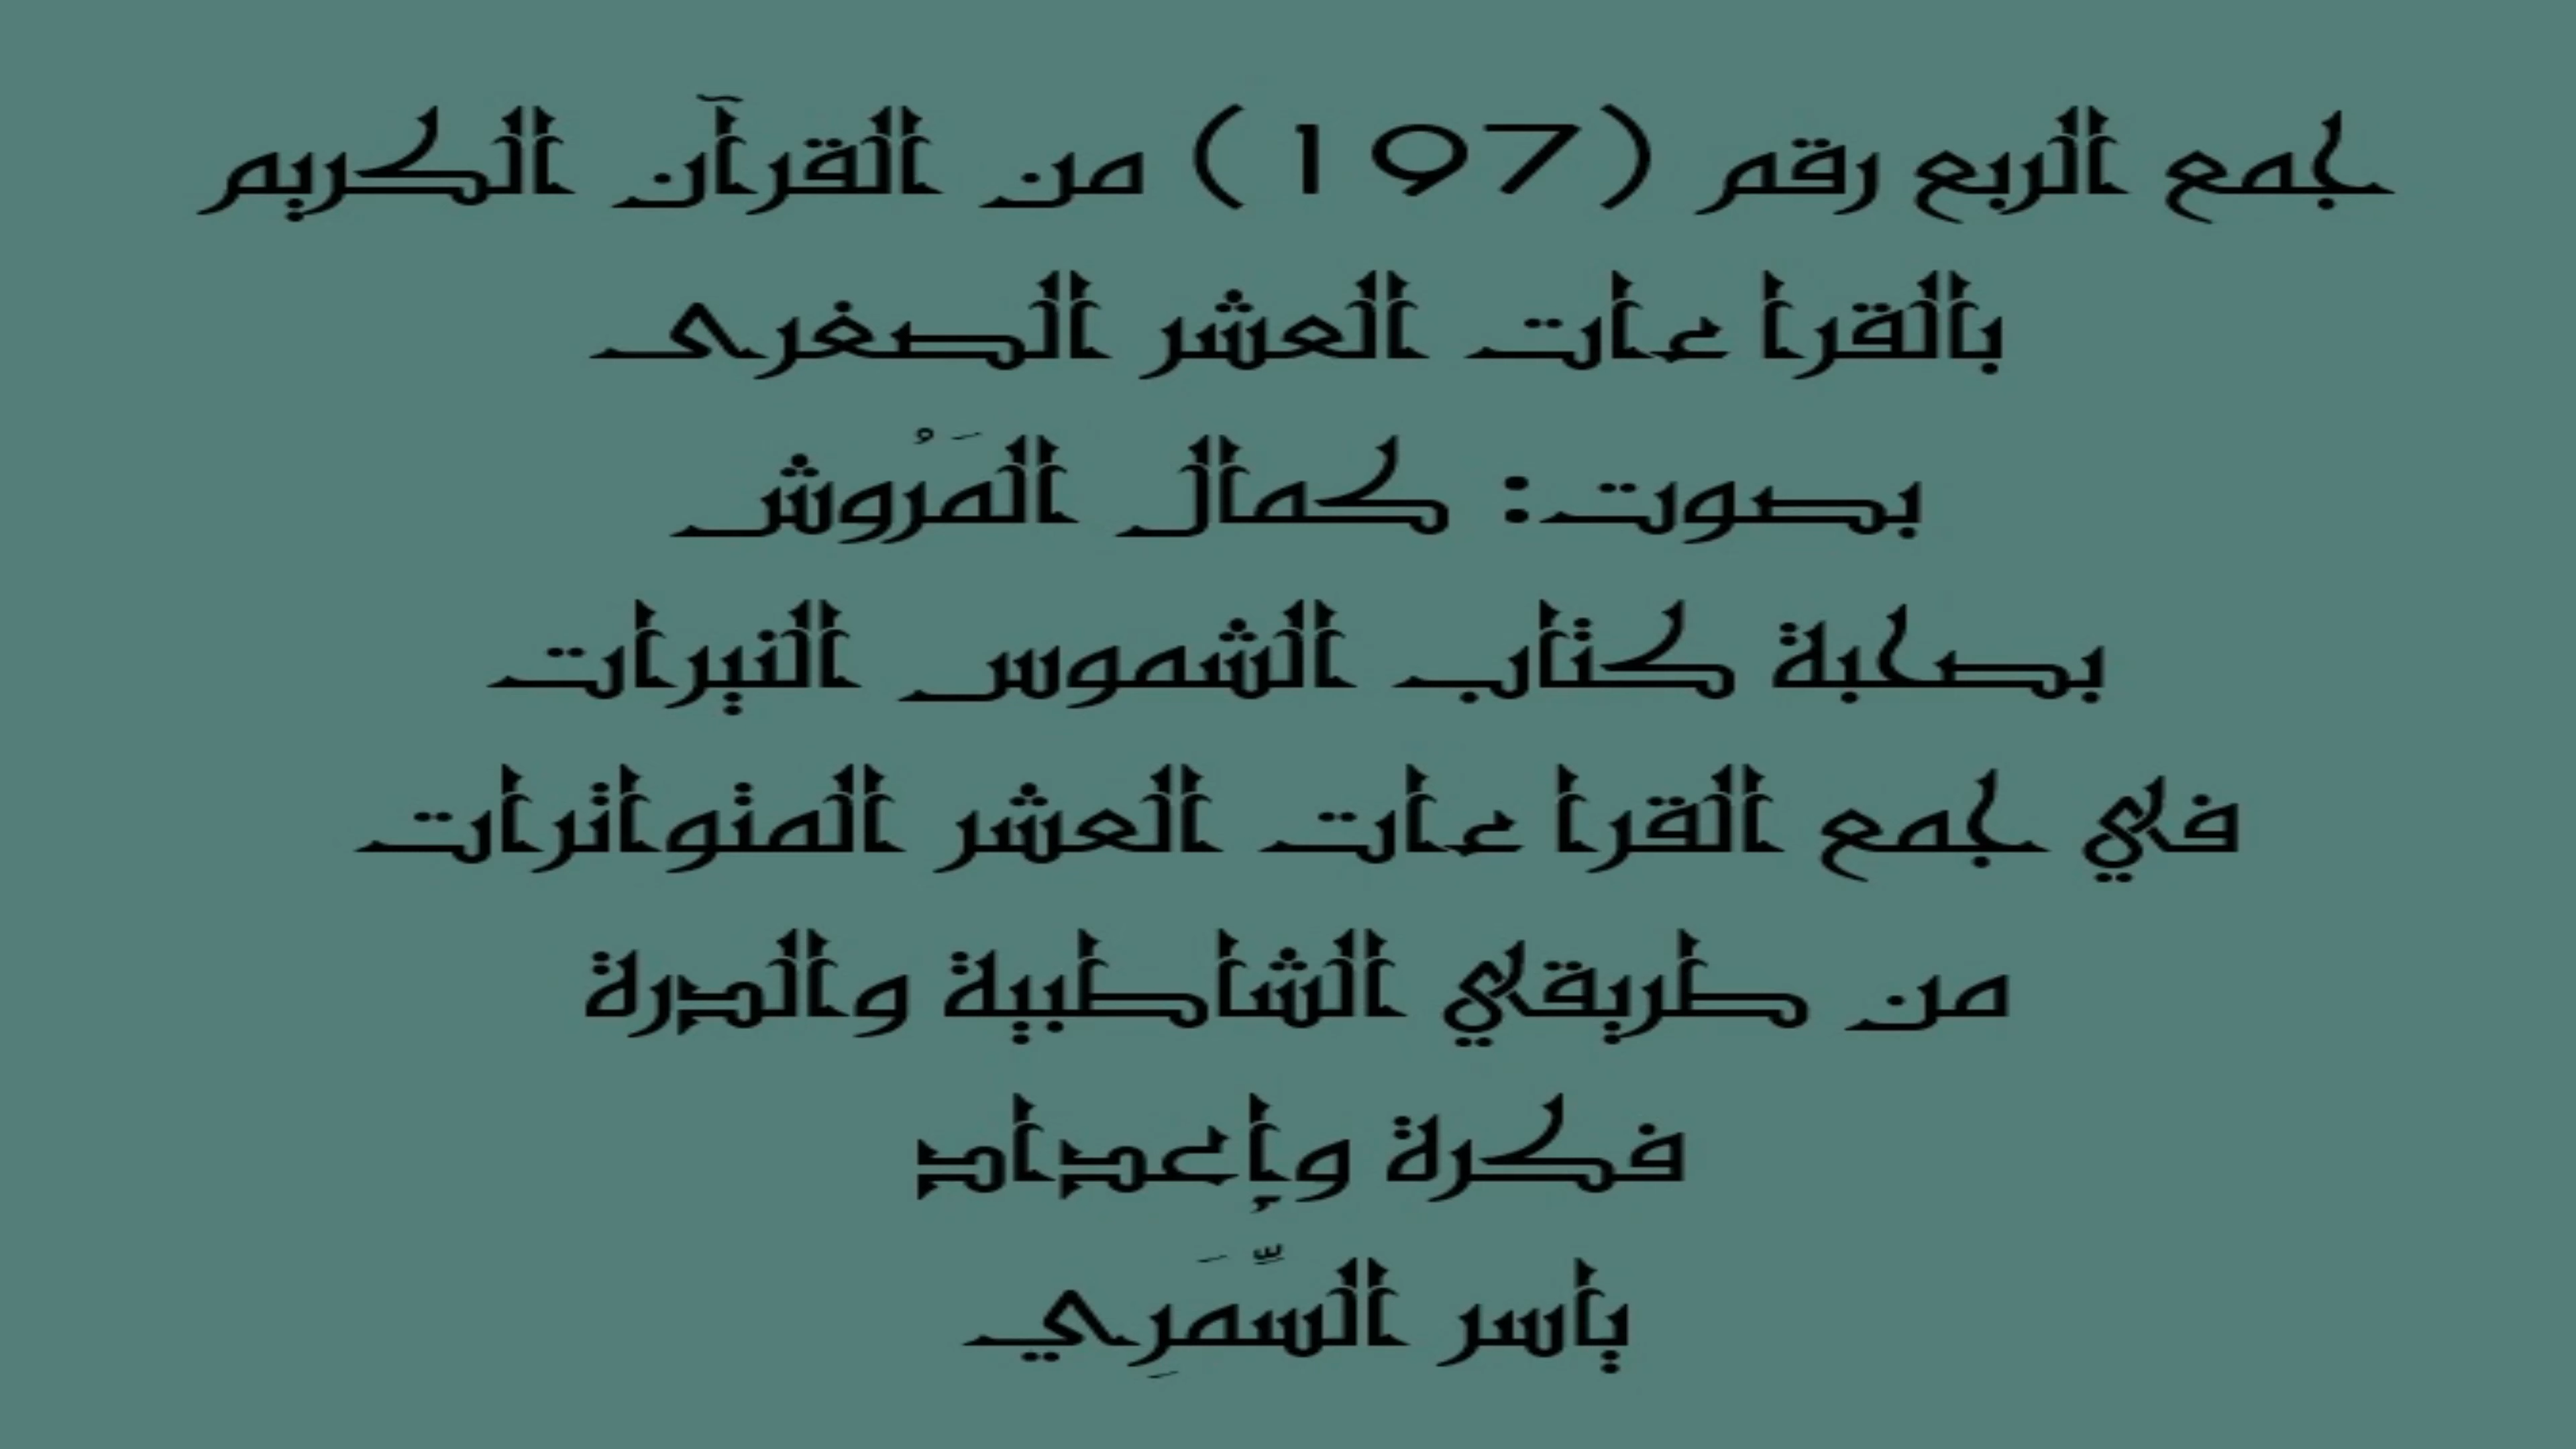 جمع الربع رقم (197) من القرآن الكريم
بالقراءات العشر الصغرى
بصوت: كمال المَرُوش
بصحبة كتاب الشموس النيرات
في جمع القراءات العشر المتواترات
من طريقي الشاطبية والدرة
فكرة وإعداد
ياسر السِّمَرِي